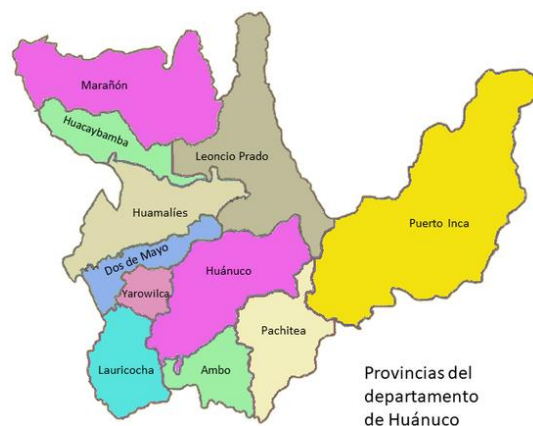 Marañón
Huacaybamba
Leoncio Prado
Huamalíes
Puerto Inca
Dos de Mayo
Huánuco
Yarowilca
Pachitea
Lauricocha
Ambo
Provincias del
departamento
de Huánuco